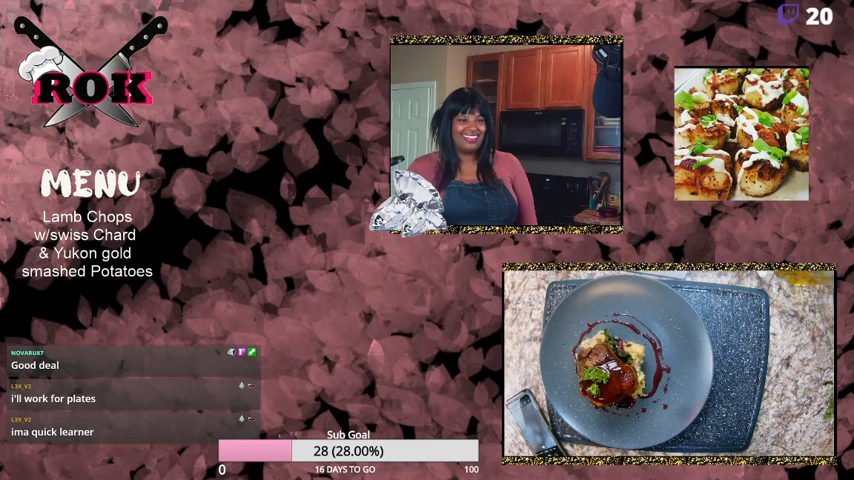 20
ROK
MENU
Lamb Chops
w/swiss Chard
& Yukon gold
smashed Potatoes
NOVARU87
Good deal
L3X_V2
i'll work for plates
L3X_V2
ima quick learner
Sub Goal
28 (28.00%)
0 16 DAYS TO GO 100